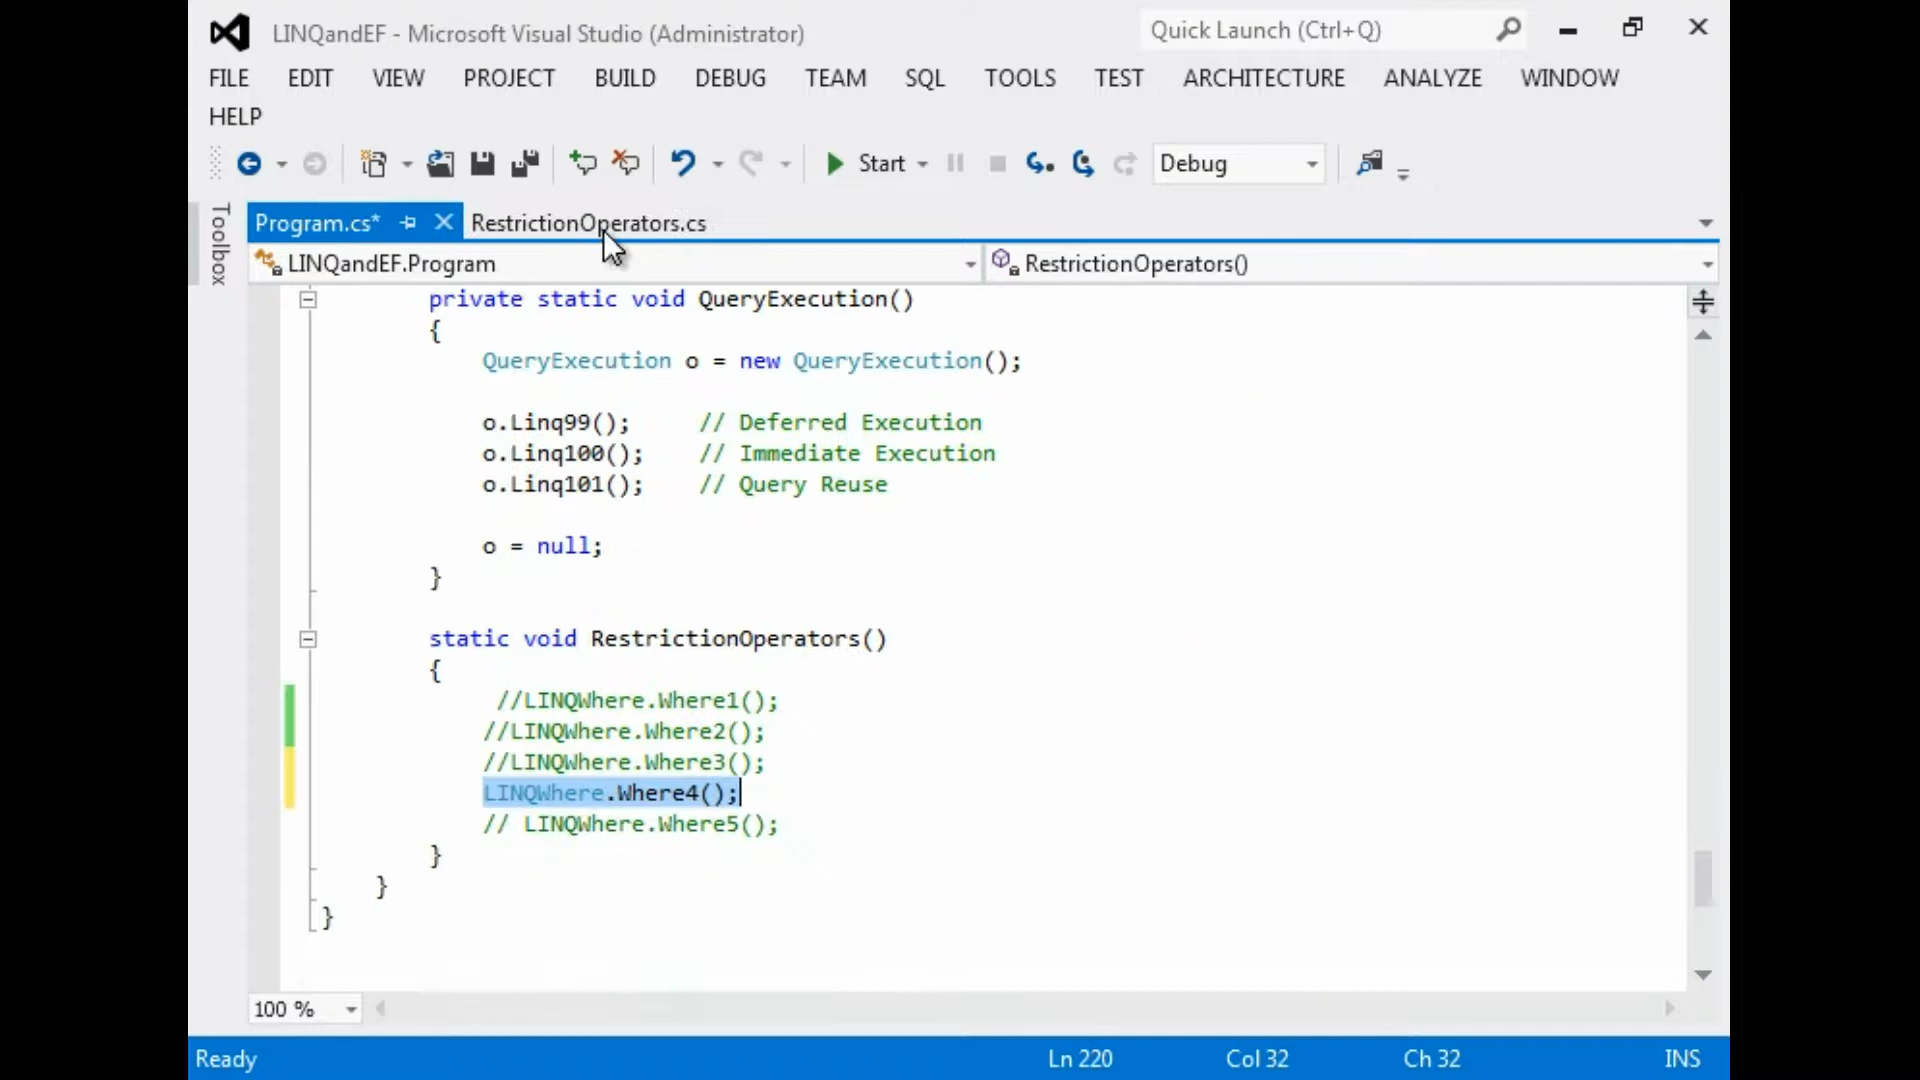 LINQandEF - Microsoft Visual Studio (Administrator)
Quick Launch (Ctrl+Q)
FILE EDIT VIEW PROJECT BUILD DEBUG TEAM SQL TOOLS TEST ARCHITECTURE ANALYZE WINDOW
HELP
Start Debug
Toolbox
Program.cs* RestrictionOperators.cs
LINQandEF.Program RestrictionOperators()
private static void QueryExecution()
{
QueryExecution o = new QueryExecution();
o.Linq99(); // Deferred Execution
o.Linq100(); // Immediate Execution
o.Linq101(); // Query Reuse
o = null;
}
static void RestrictionOperators()
{
//LINQWhere.Where1();
//LINQWhere.Where2();
//LINQWhere.Where3();
LINQWhere.Where4();
// LINQWhere.Where5();
}
}
}
100 %
Ready Ln 220 Col 32 Ch 32 INS